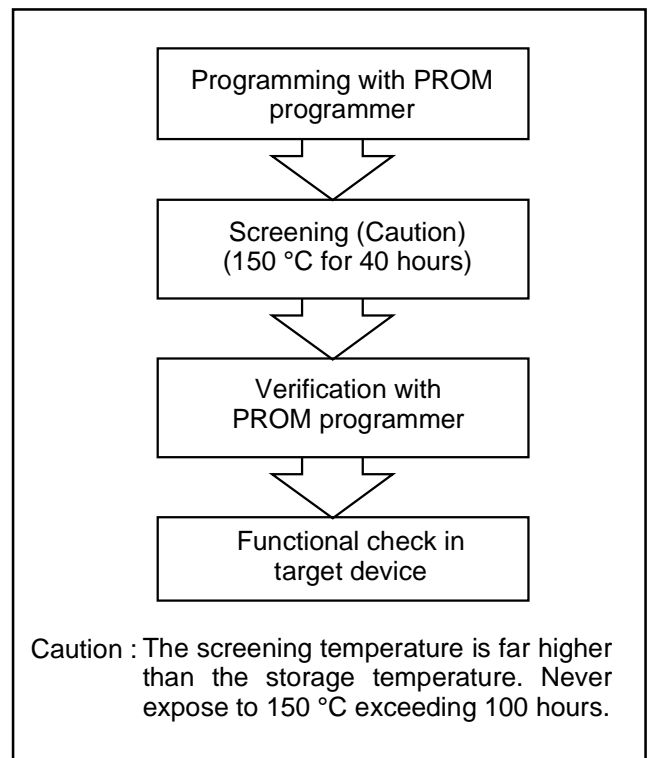 Programming with PROM
programmer
Screening (Caution)
(150 °C for 40 hours)
Verification with
PROM programmer
Functional check in
target device
Caution : The screening temperature is far higher
than the storage temperature. Never
expose to 150 °C exceeding 100 hours.